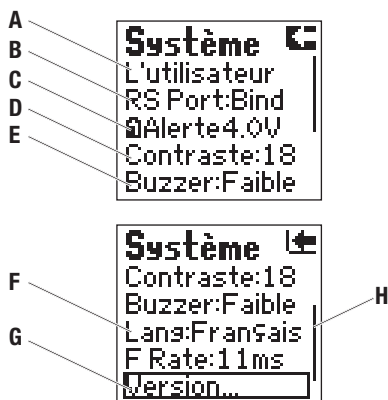 A
B
C
D
E
Système
L'utilisateur
RS Port:Bind
Alerte4.0V
Contraste:18
Buzzer:Faible
F
G
H
Système
Contraste:18
Buzzer:Faible
Lang:Français
F Rate:11ms
Version...